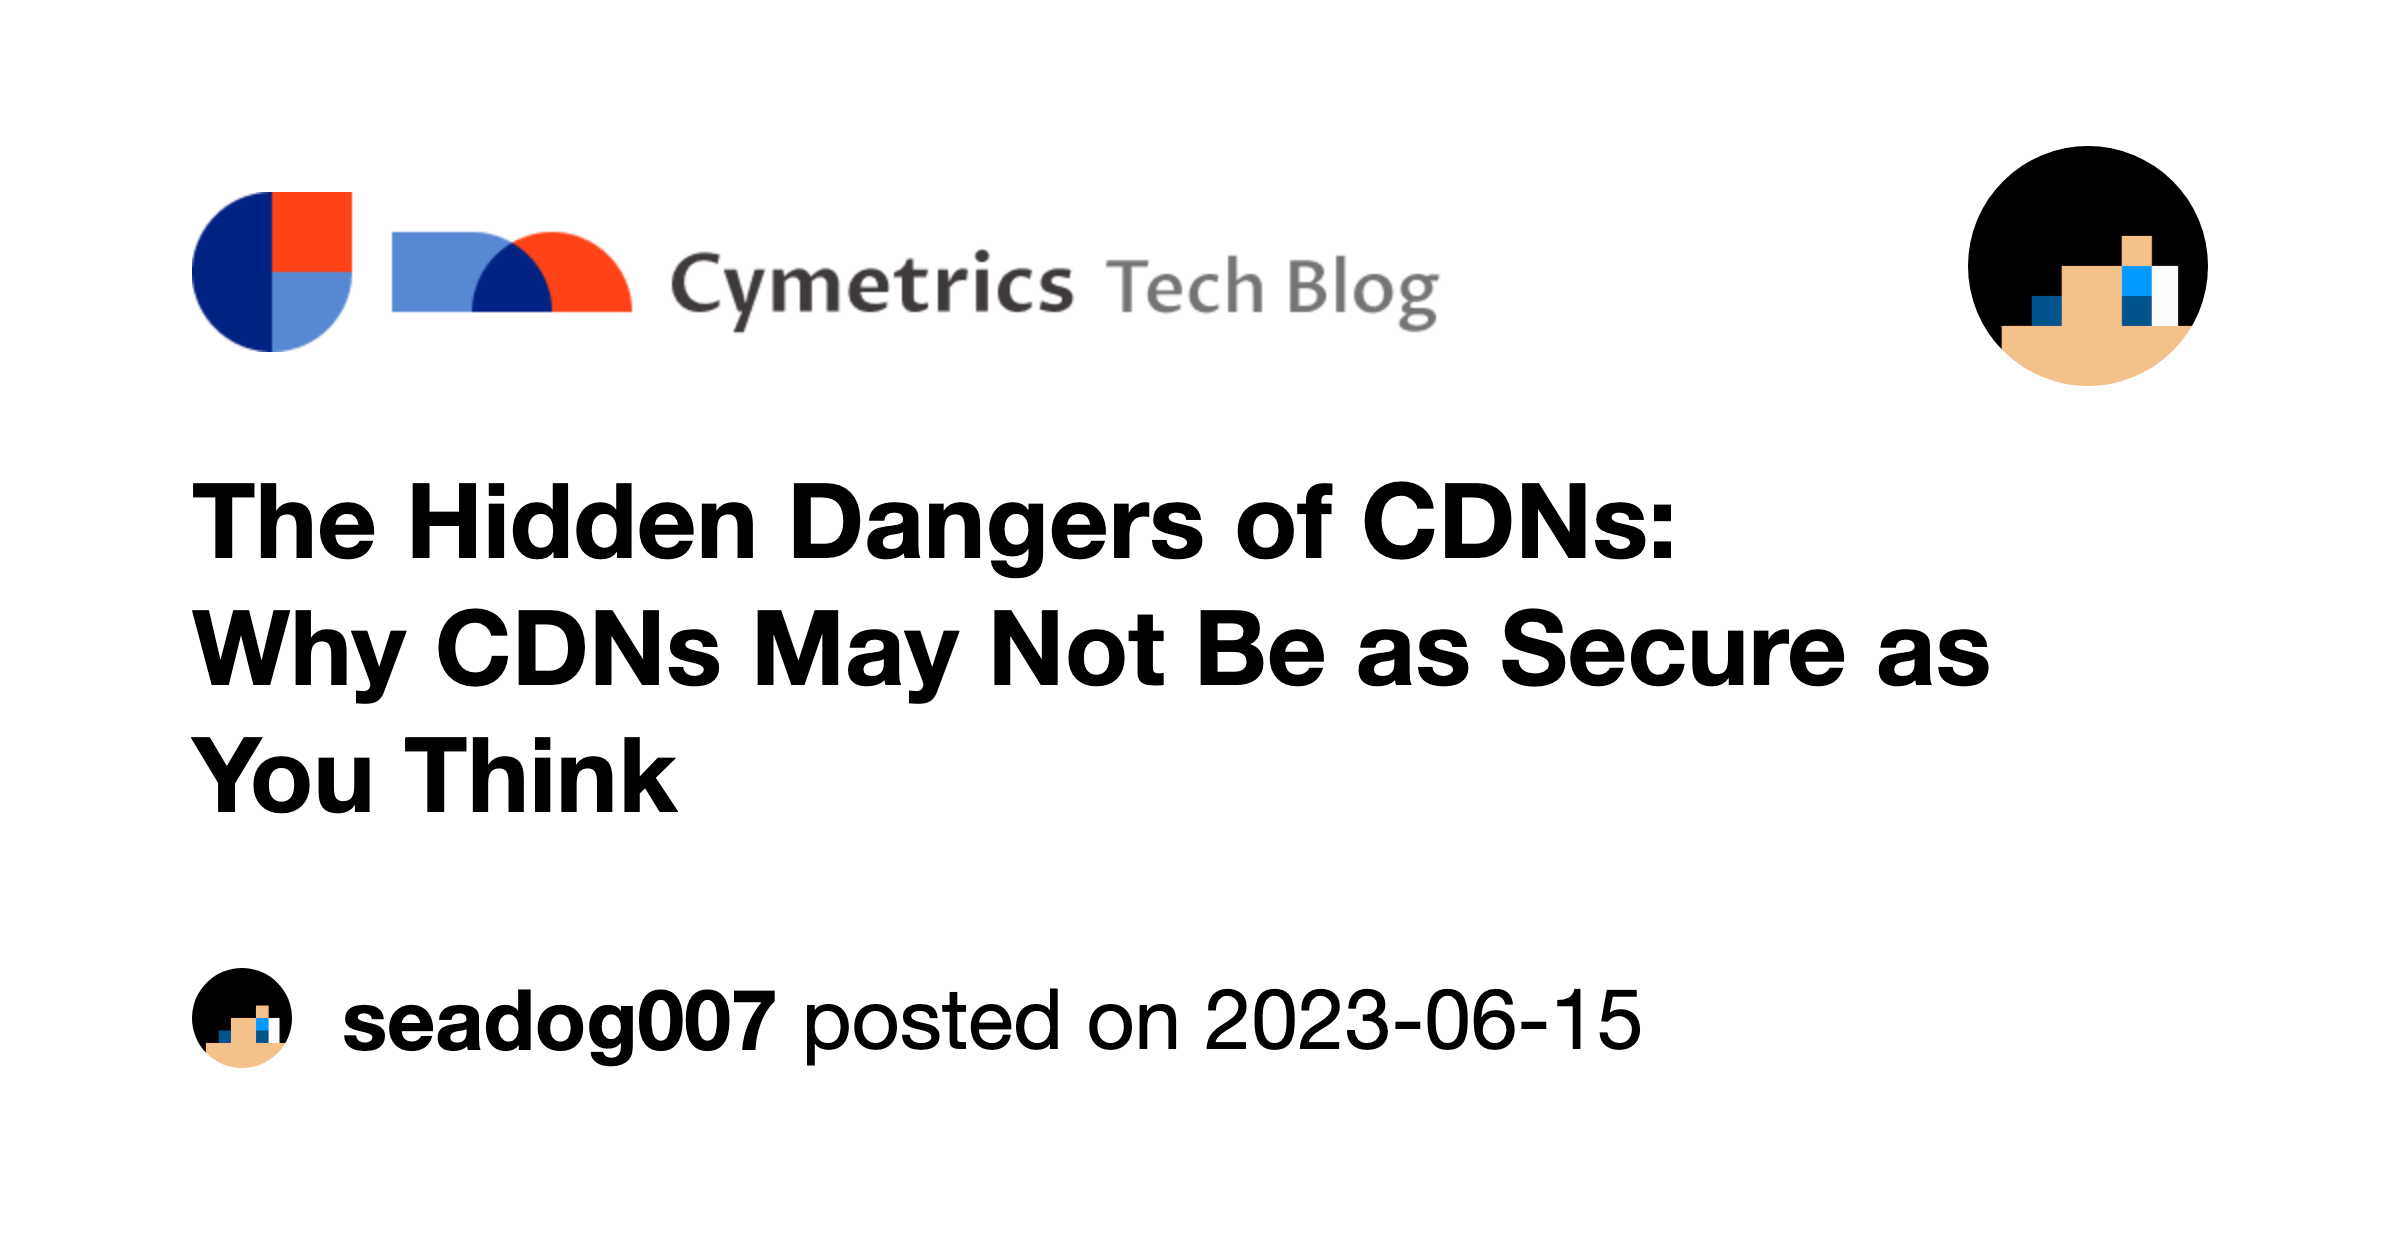 Cymetrics Tech Blog
The Hidden Dangers of CDNs:
Why CDNs May Not Be as Secure as
You Think
seadog007 posted on 2023-06-15